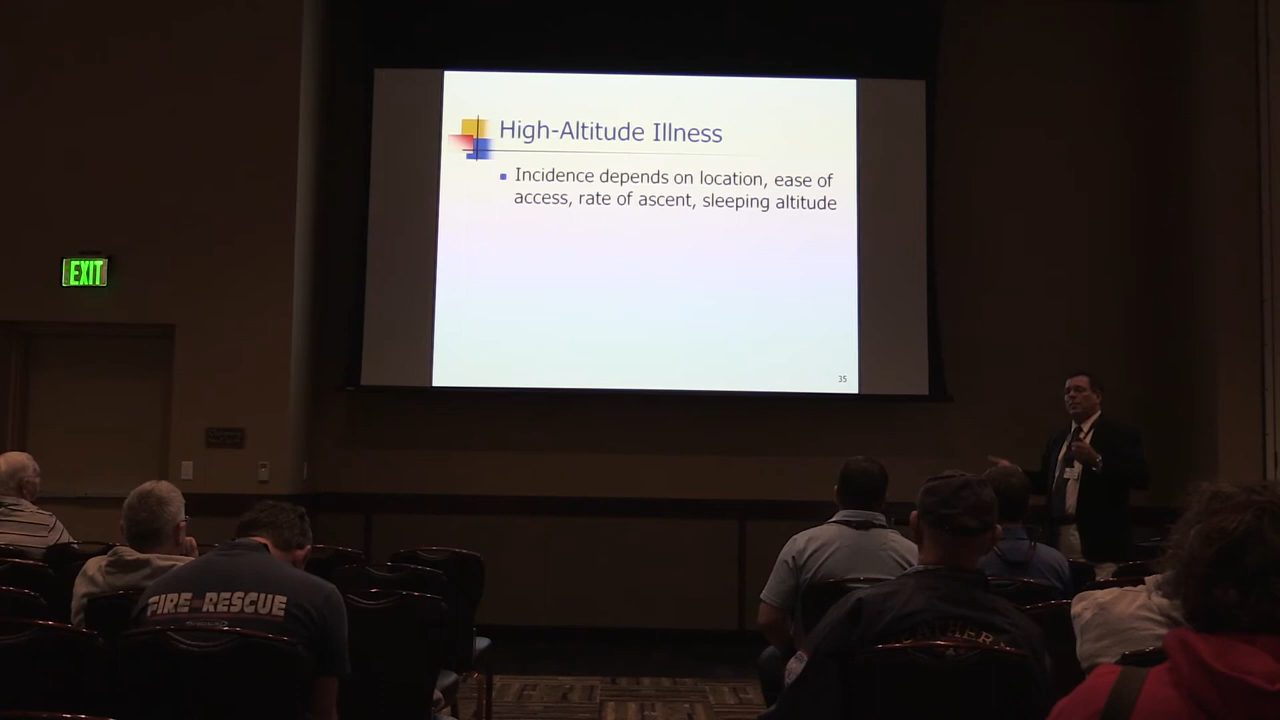 High-Altitude Illness
Incidence depends on location, ease of
access, rate of ascent, sleeping altitude
35
EXIT
FIRE RESCUE